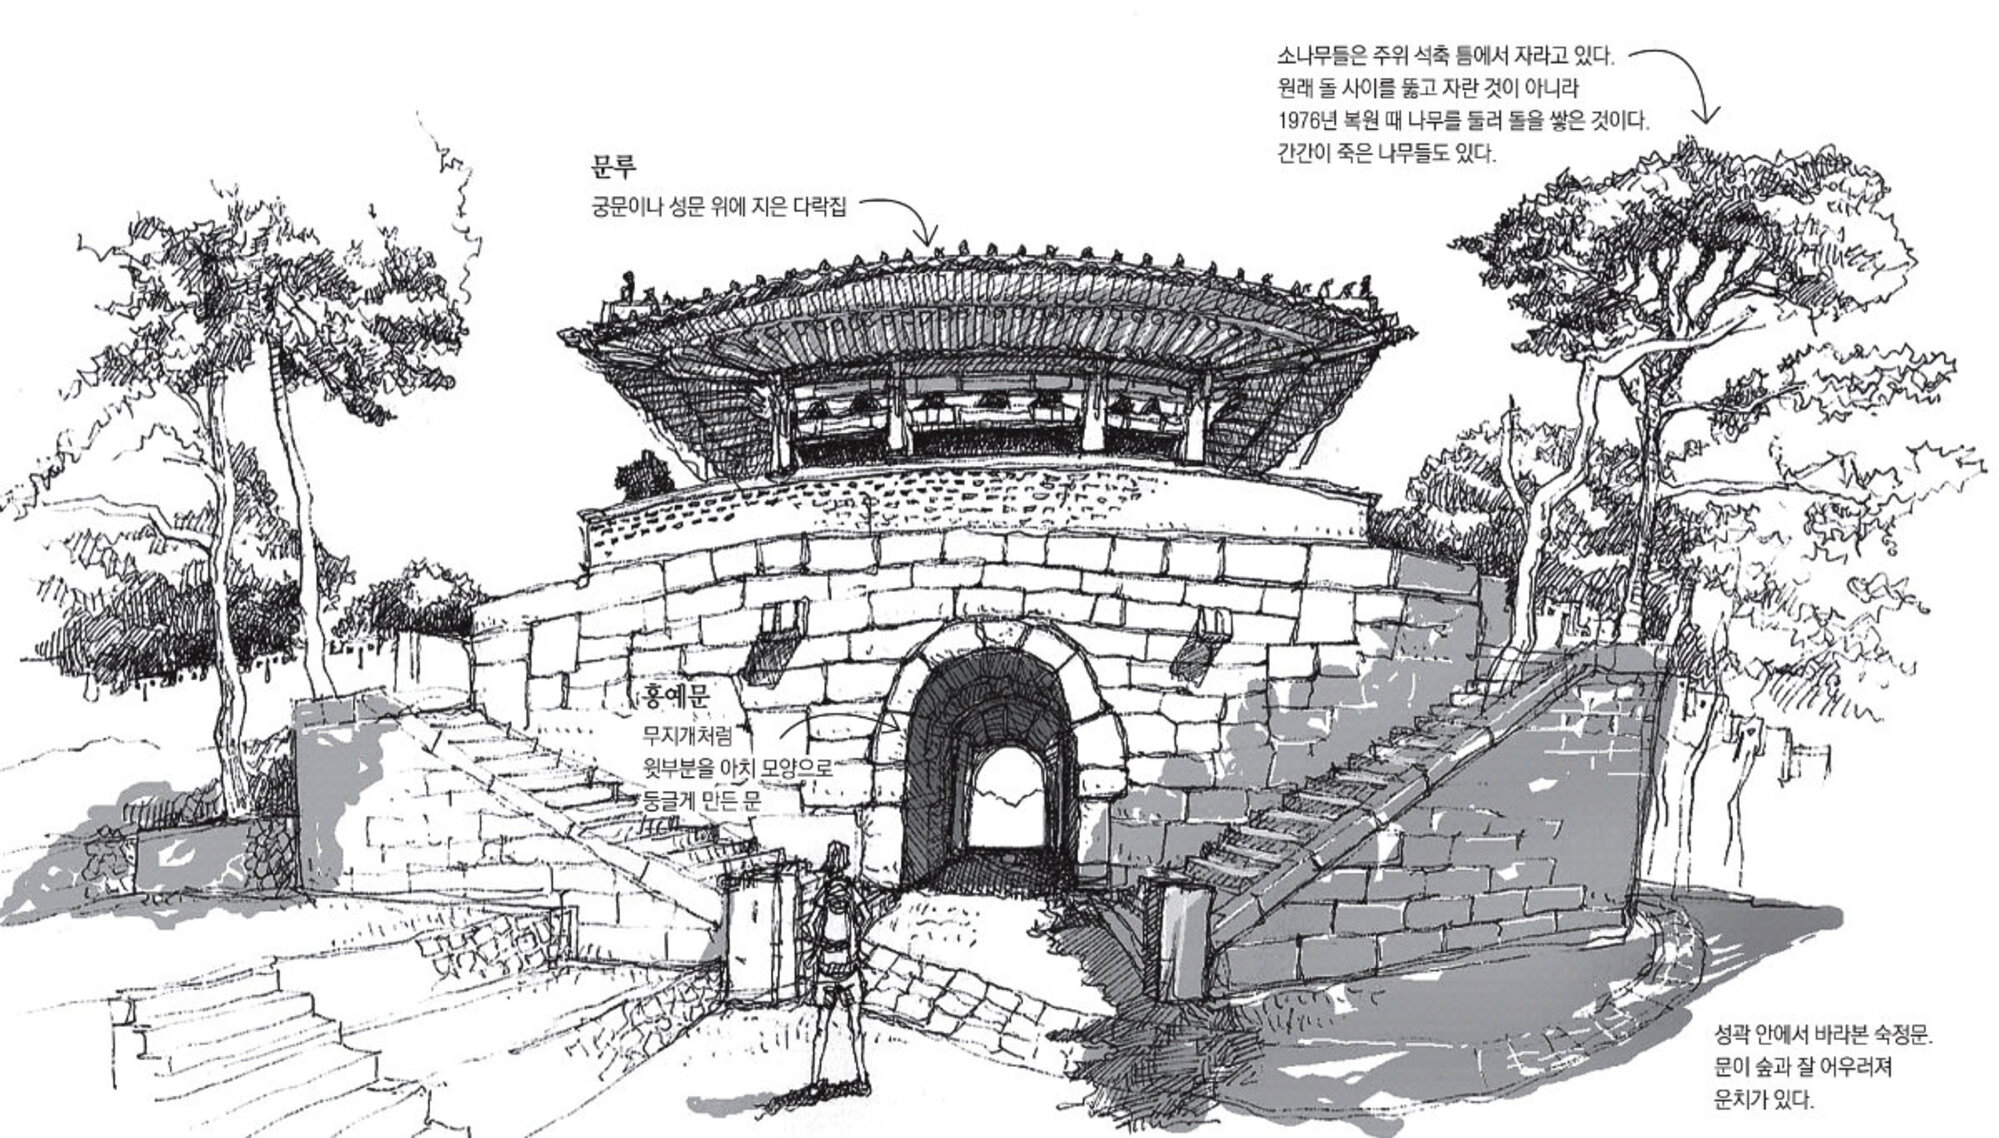 소나무들은 주위 석축 틈에서 자라고 있다.
원래 돌 사이를 뚫고 자란 것이 아니라
1976년 복원 때 나무를 둘러 돌을 쌓은 것이다.
간간이 죽은 나무들도 있다.
문루
궁문이나 성문 위에 지은 다락집
홍예문
무지개처럼
윗부분을 아치 모양으로
둥글게 만든 문
성곽 안에서 바라본 숙정문.
문이 숲과 잘 어우러져
운치가 있다.